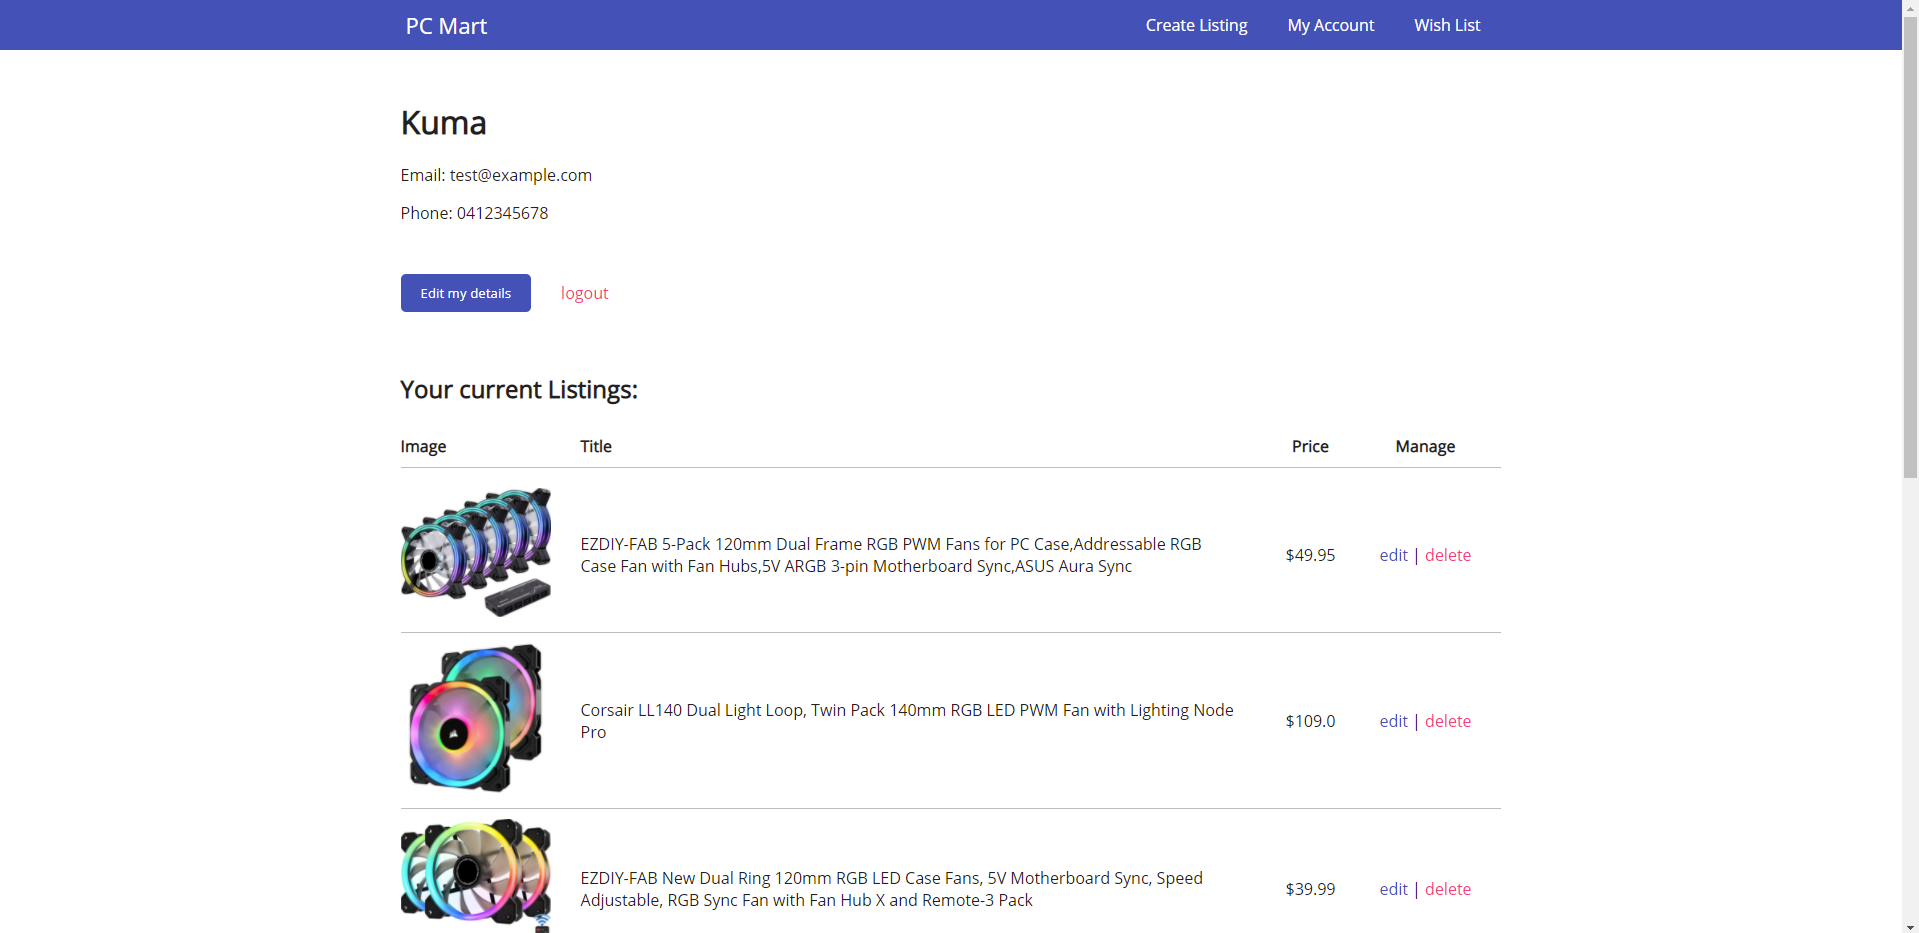 PC Mart
Create Listing
My Account
Wish List
Kuma
Email: test@example.com
Phone: 0412345678
Edit my details
logout
Your current Listings:
Image
Title
Price
Manage
EZDIY-FAB 5-Pack 120mm Dual Frame RGB PWM Fans for PC Case,Addressable RGB
Case Fan with Fan Hubs,5V ARGB 3-pin Motherboard Sync,ASUS Aura Sync
$49.95
edit | delete
Corsair LL140 Dual Light Loop, Twin Pack 140mm RGB LED PWM Fan with Lighting Node
Pro
$109.0
edit | delete
EZDIY-FAB New Dual Ring 120mm RGB LED Case Fans, 5V Motherboard Sync, Speed
Adjustable, RGB Sync Fan with Fan Hub X and Remote-3 Pack
$39.99
edit | delete